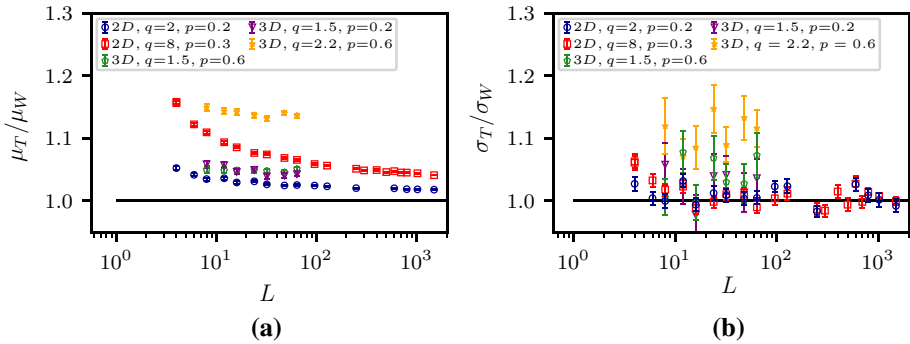 1.3
1.2
1.1
1.0
μ_T/μ_W
2D, q=2, p=0.2
2D, q=8, p=0.3
3D, q=1.5, p=0.6
3D, q=1.5, p=0.2
3D, q=2.2, p=0.6
10^0 10^1 10^2 10^3
L
(a)
1.3
1.2
1.1
1.0
σ_T/σ_W
2D, q=2, p=0.2
2D, q=8, p=0.3
3D, q=1.5, p=0.6
3D, q=1.5, p=0.2
3D, q = 2.2, p = 0.6
10^0 10^1 10^2 10^3
L
(b)